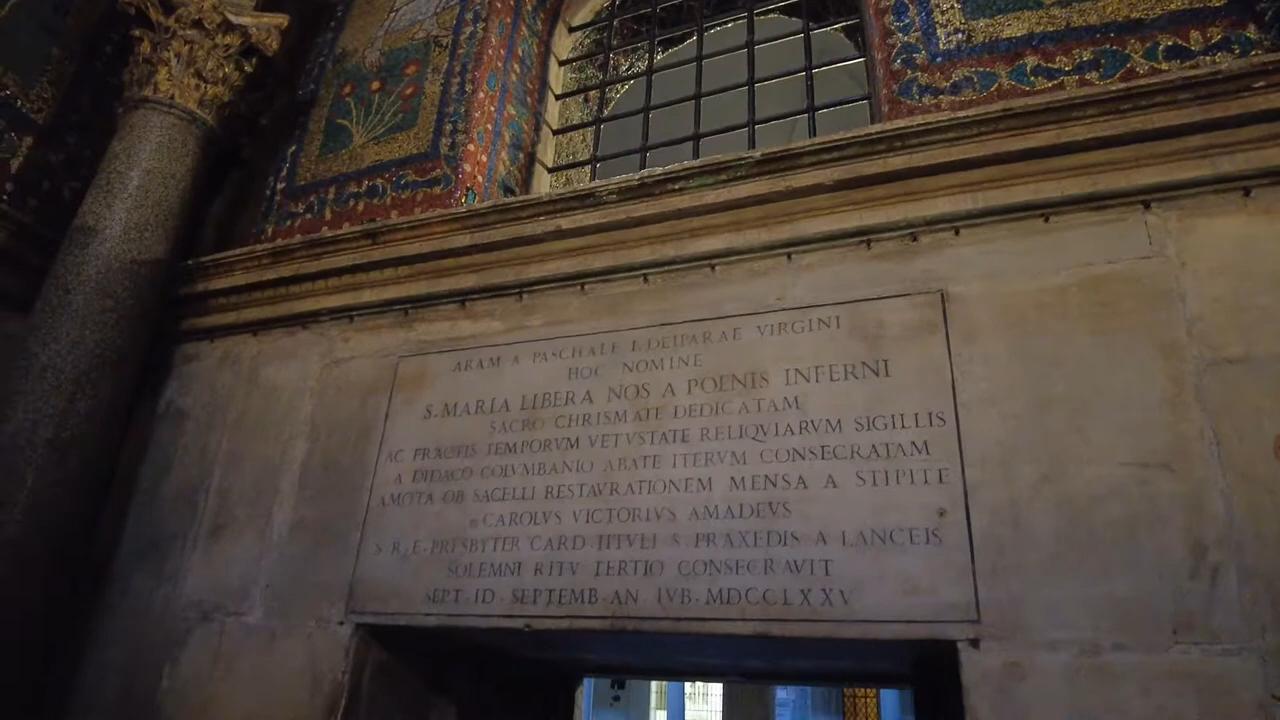 ARAM A PASCHALE I. DEIPARAE VIRGINI
HOC NOMINE
S. MARIA LIBERA NOS A POENIS INFERNI
SACRO CHRISMATE DEDICATAM
AC FRACTIS TEMPORVM VETVSTATE RELIQVIARVM SIGILLIS
A DIDACO COLVMBANIO ABATE ITERVM CONSECRATAM
AMOTA OB SACELLI RESTAVRATIONEM MENSA A STIPITE
CAROLVS VICTORIVS AMADEVS
S. R. E. PRESBYTER CARD TITVLI S. PRAXEDIS A LANCEIS
SOLEMNI RITV TERTIO CONSECRAVIT
SEPT. ID. SEPTEMB. AN. IVB. MDCCLXXV